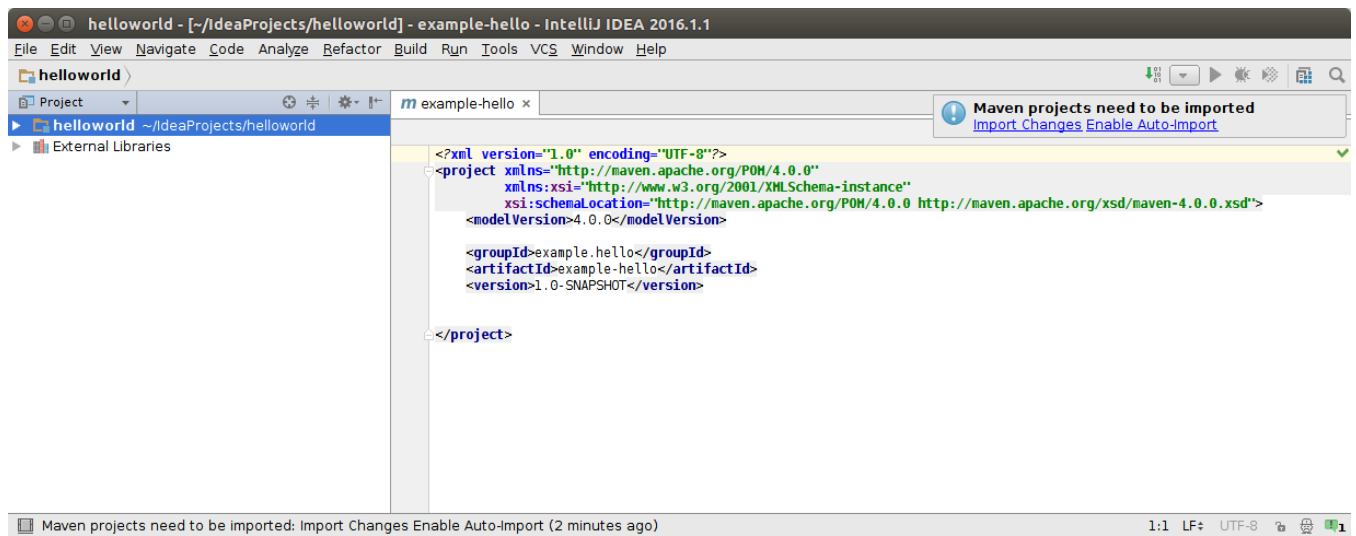 helloworld - [~/IdeaProjects/helloworld] - example-hello - IntelliJ IDEA 2016.1.1
File Edit View Navigate Code Analyze Refactor Build Run Tools VCS Window Help
helloworld
Project
m example-hello ×
Maven projects need to be imported
Import Changes Enable Auto-Import
helloworld ~/IdeaProjects/helloworld
External Libraries
<?xml version="1.0" encoding="UTF-8"?>
<project xmlns="http://maven.apache.org/POM/4.0.0"
         xmlns:xsi="http://www.w3.org/2001/XMLSchema-instance"
         xsi:schemaLocation="http://maven.apache.org/POM/4.0.0 http://maven.apache.org/xsd/maven-4.0.0.xsd">
    <modelVersion>4.0.0</modelVersion>
    <groupId>example.hello</groupId>
    <artifactId>example-hello</artifactId>
    <version>1.0-SNAPSHOT</version>
</project>
Maven projects need to be imported: Import Changes Enable Auto-Import (2 minutes ago)
1:1 LF UTF-8 1